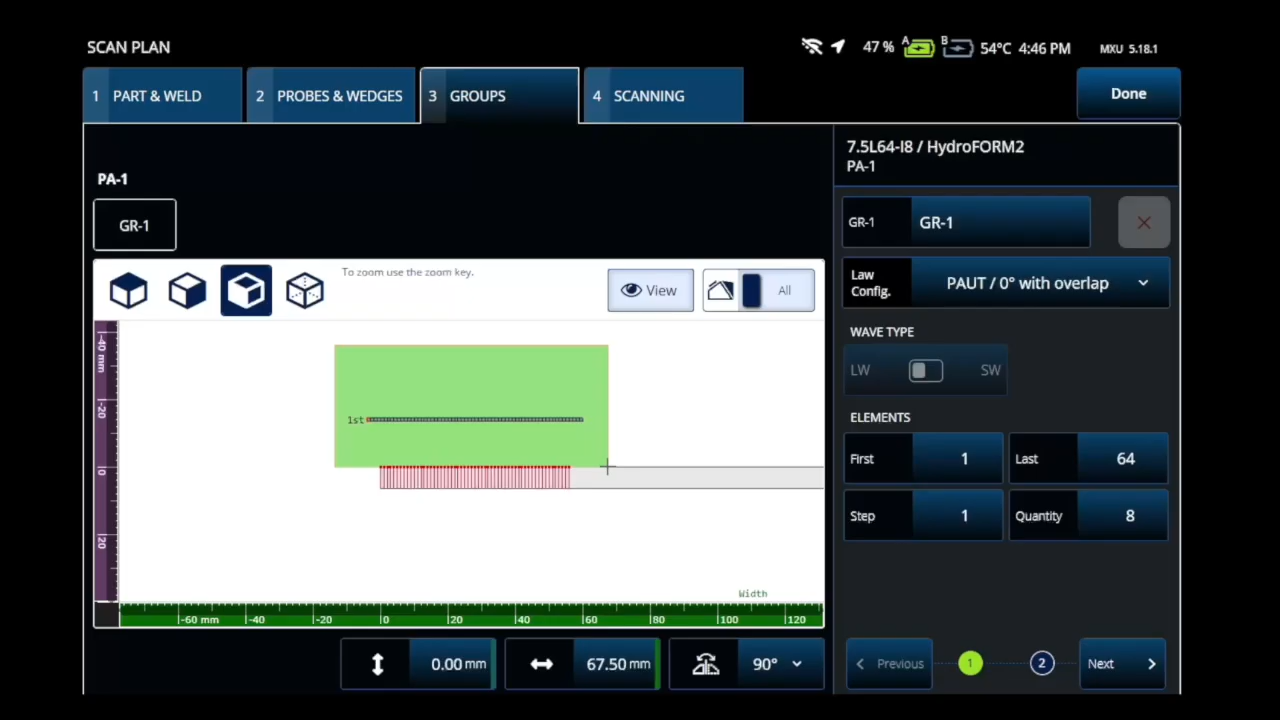 SCAN PLAN
47 % A B 54°C 4:46 PM MXU 5.18.1
1 PART & WELD 2 PROBES & WEDGES 3 GROUPS 4 SCANNING Done
7.5L64-I8 / HydroFORM2
PA-1
PA-1
GR-1
GR-1 GR-1
To zoom use the zoom key.
View All
Law Config. PAUT / 0° with overlap
WAVE TYPE
LW SW
ELEMENTS
First 1 Last 64
Step 1 Quantity 8
1st
-40 mm
-20
0
20
Width
-60 mm -40 -20 0 20 40 60 80 100 120
0.00 mm 67.50 mm 90°
Previous 1 2 Next